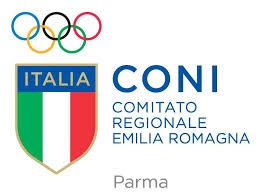 ITALIA
CONI
COMITATO
REGIONALE
EMILIA ROMAGNA
Parma